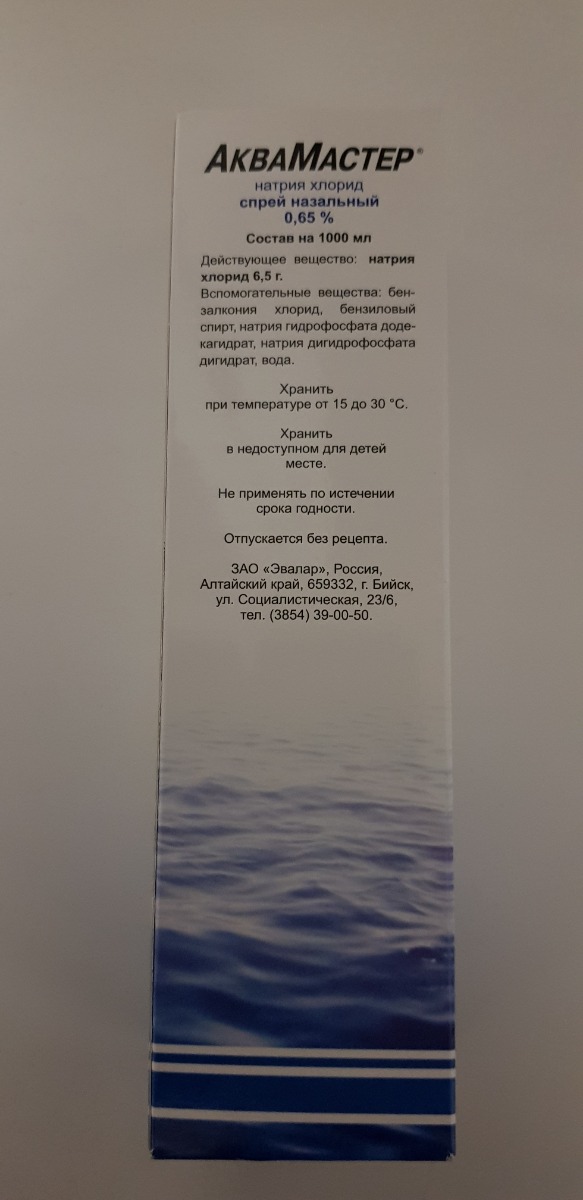 АКВАМАСТЕР®
натрия хлорид
спрей назальный
0,65 %
Состав на 1000 мл
Действующее вещество: натрия
хлорид 6,5 г.
Вспомогательные вещества: бен-
залкония хлорид, бензиловый
спирт, натрия гидрофосфата доде-
кагидрат, натрия дигидрофосфата
дигидрат, вода.
Хранить
при температуре от 15 до 30 °С.
Хранить
в недоступном для детей
месте.
Не применять по истечении
срока годности.
Отпускается без рецепта.
ЗАО «Эвалар», Россия,
Алтайский край, 659332, г. Бийск,
ул. Социалистическая, 23/6,
тел. (3854) 39-00-50.